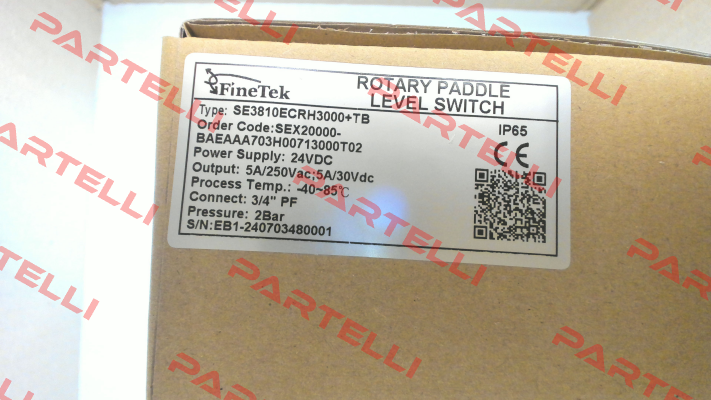 FineTek
ROTARY PADDLE
LEVEL SWITCH
Type: SE3810ECRH3000+TB
Order Code:SEX20000-
BAEAAA703H00713000T02
Power Supply: 24VDC
Output: 5A/250Vac;5A/30Vdc
Process Temp.: -40~85℃
Connect: 3/4" PF
Pressure: 2Bar
S/N:EB1-240703480001
IP65
CE
PARTELLI
PARTELLI
PARTELLI
PARTELLI
PARTELLI
PARTELLI
PARTELLI